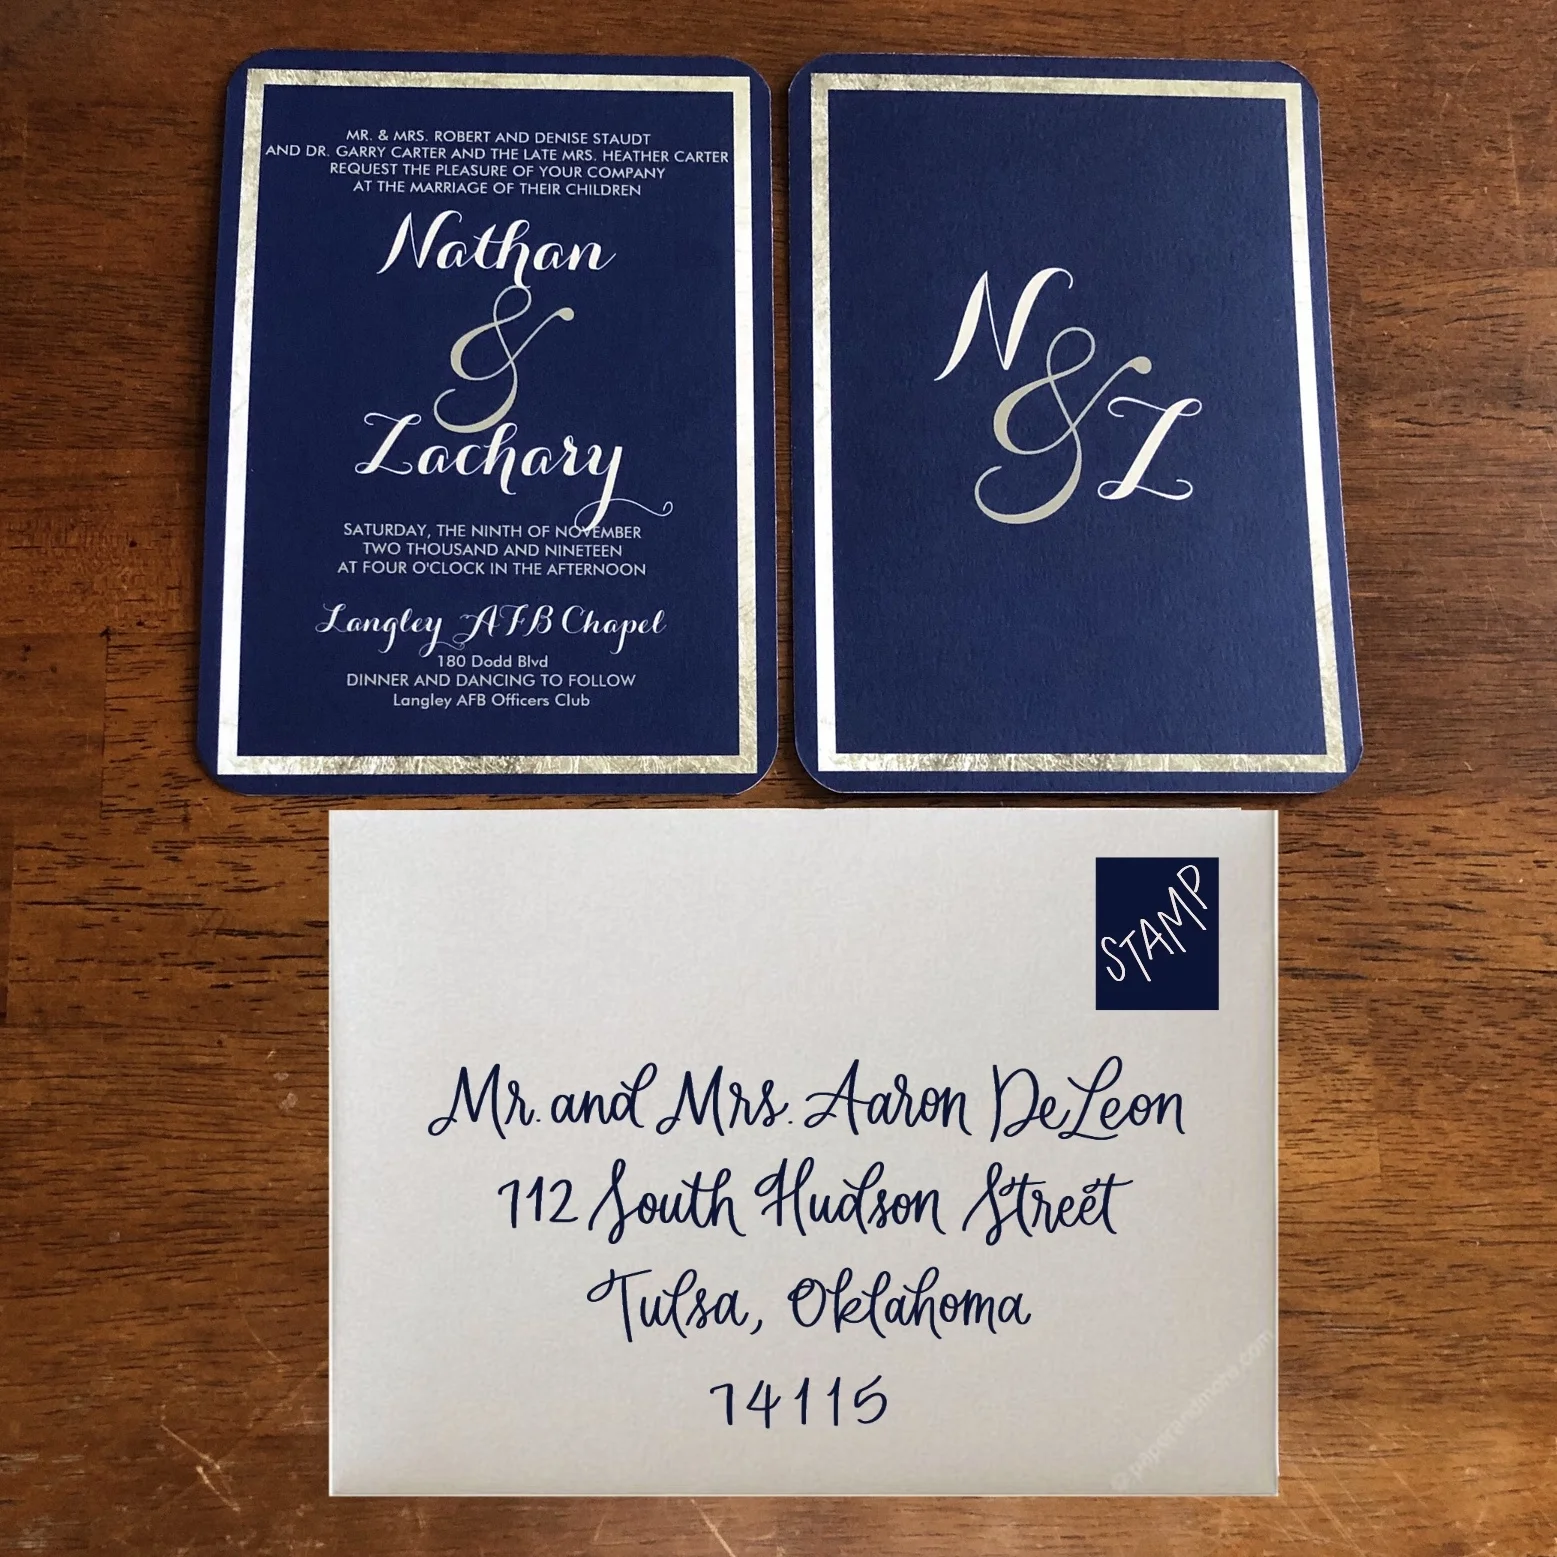 MR. & MRS. ROBERT AND DENISE STAUDT
AND DR. GARRY CARTER AND THE LATE MRS. HEATHER CARTER
REQUEST THE PLEASURE OF YOUR COMPANY
AT THE MARRIAGE OF THEIR CHILDREN
Nathan
&
Zachary
SATURDAY, THE NINTH OF NOVEMBER
TWO THOUSAND AND NINETEEN
AT FOUR O'CLOCK IN THE AFTERNOON
Langley AFB Chapel
180 Dodd Blvd
DINNER AND DANCING TO FOLLOW
Langley AFB Officers Club
N
&
Z
STAMP
Mr. and Mrs. Aaron DeLeon
112 South Hudson Street
Tulsa, Oklahoma
74115
© paperandmore.com